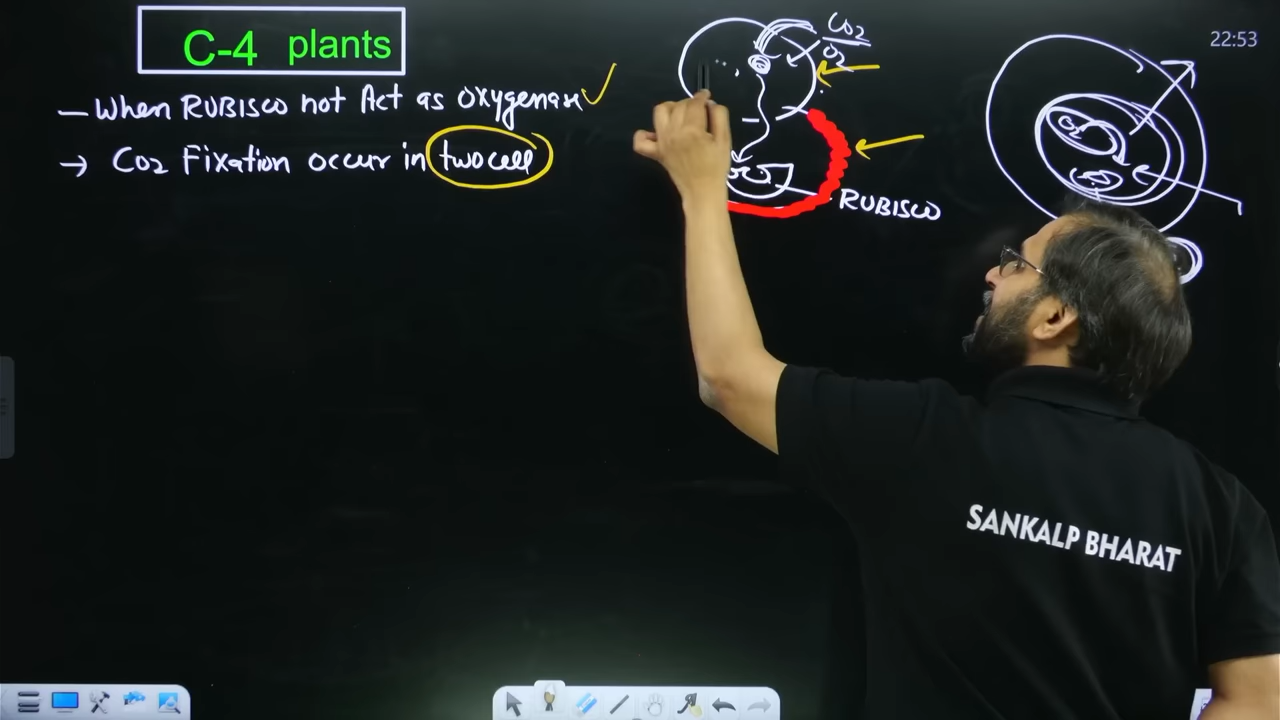 C-4 plants
22:53
CO2
O2
— When RUBISCO not Act as Oxygenase ✓
→ CO2 Fixation occur in two cell
RUBISCO
O2
SANKALP BHARAT